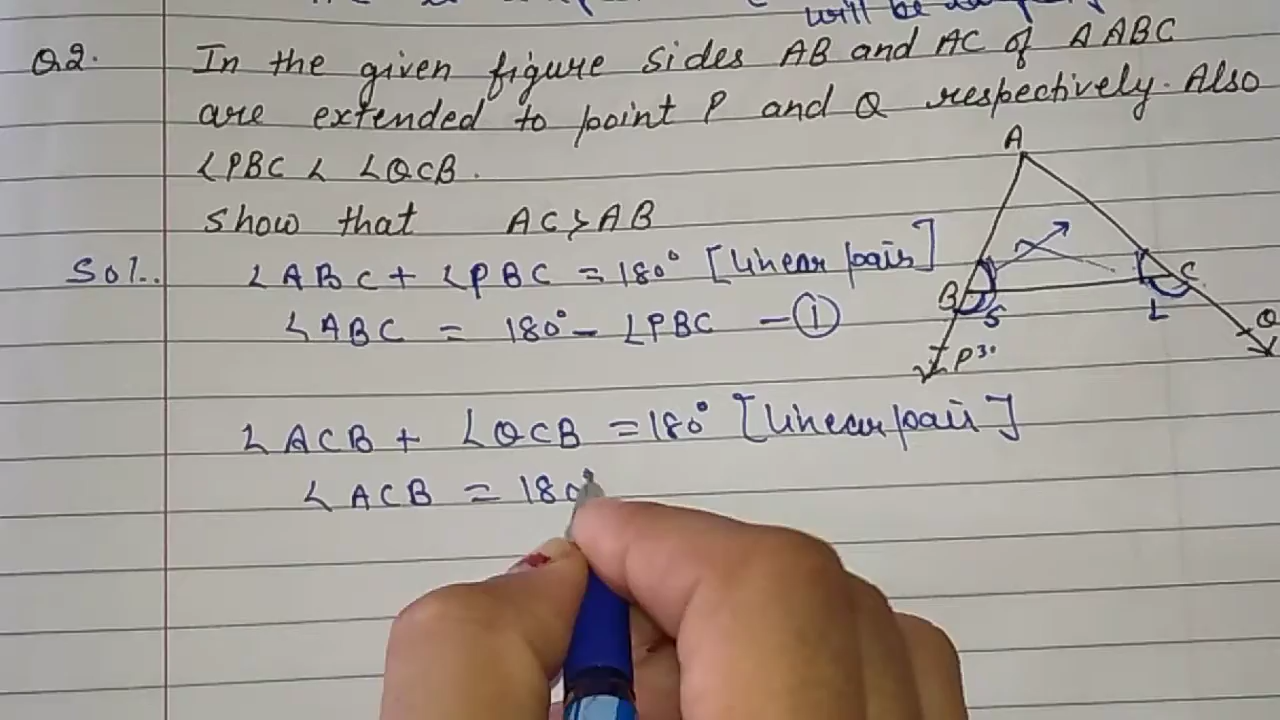 will be
Q2. In the given figure sides AB and AC of Δ ABC
are extended to point P and Q respectively. Also
∠PBC < ∠QCB.
show that AC > AB
Sol.. ∠ABC + ∠PBC = 180° [linear pair]
∠ABC = 180° - ∠PBC - ①
∠ACB + ∠QCB = 180° [linear pair]
∠ACB = 180°
A
B
C
S
L
P
Q